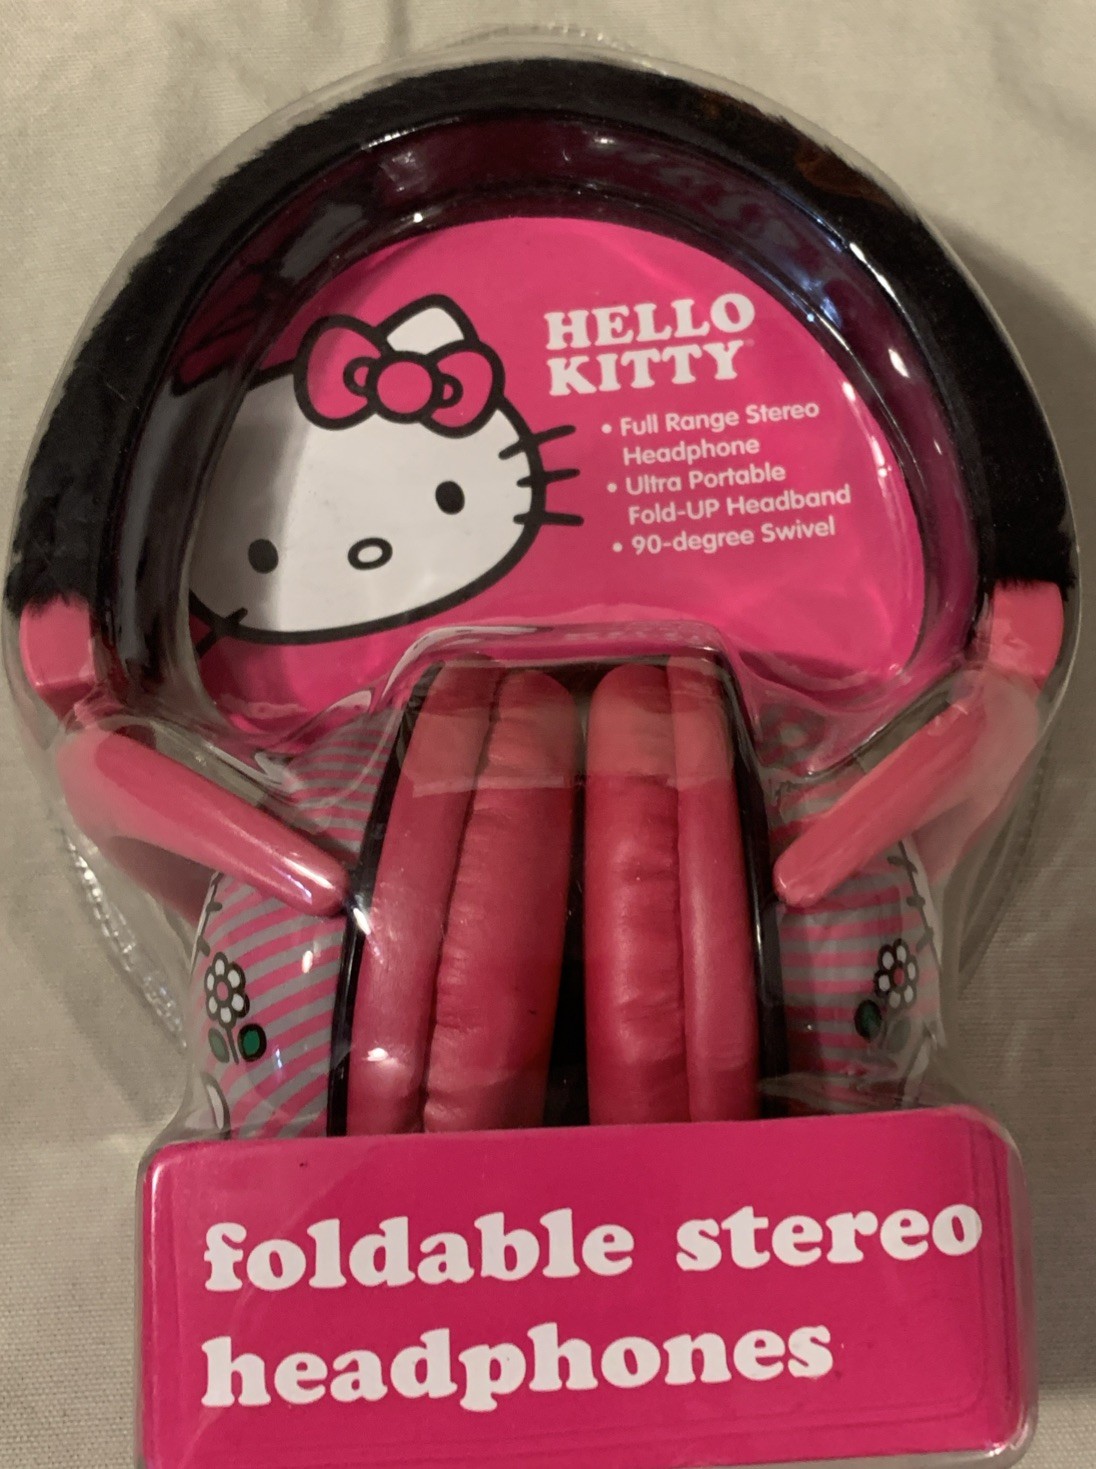 HELLO
KITTY
• Full Range Stereo
Headphone
• Ultra Portable
Fold-UP Headband
• 90-degree Swivel
foldable stereo
headphones